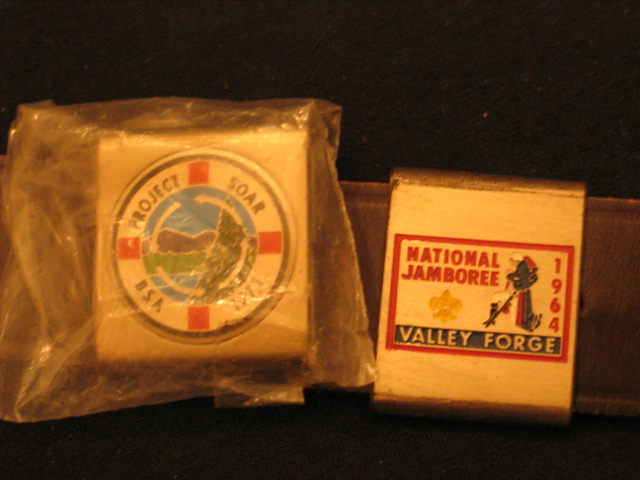 PROJECT SOAR
BSA
NATIONAL
JAMBOREE
1964
VALLEY FORGE